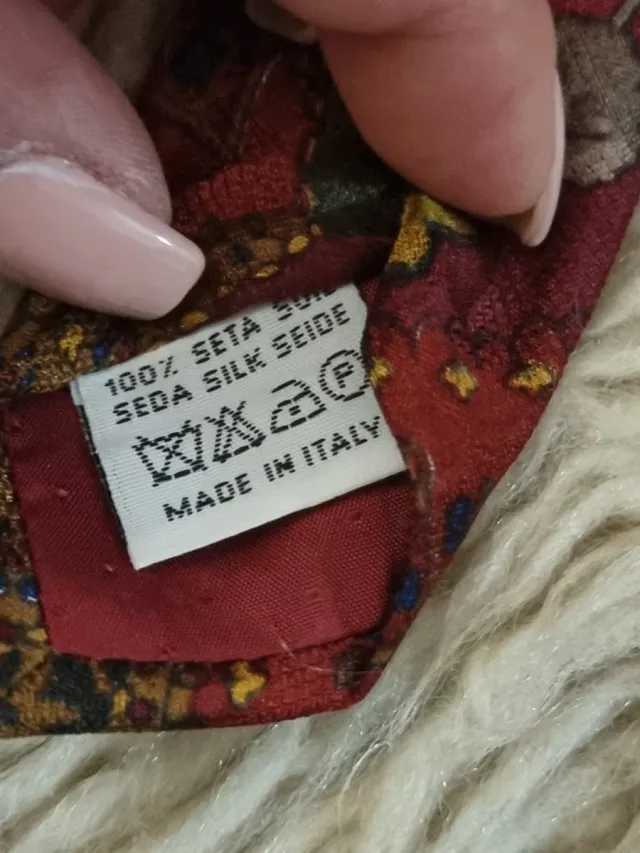 100% SETA
SEDA SILK SEIDE
P
MADE IN ITALY